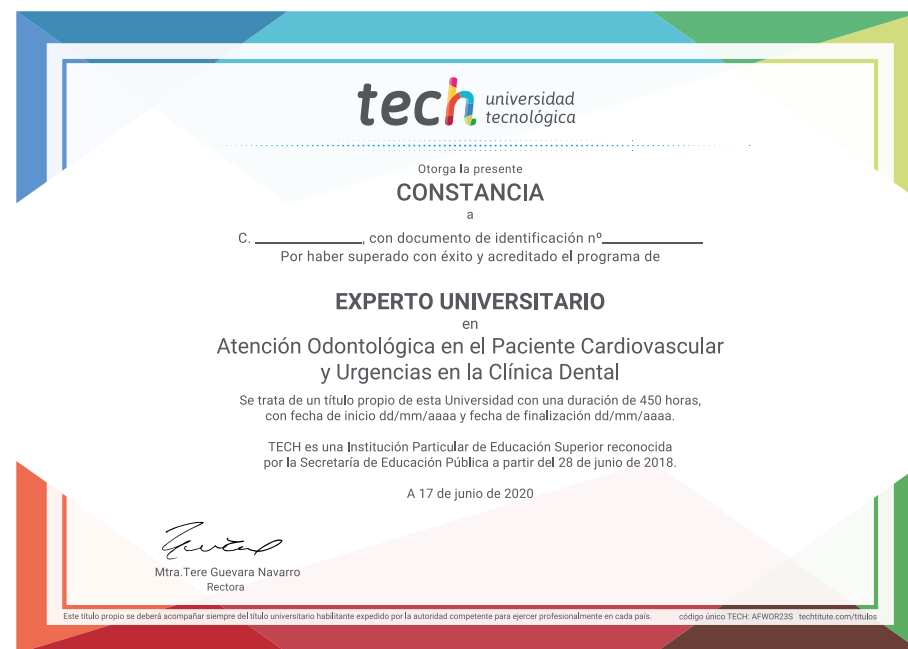 tech universidad
tecnológica
Otorga la presente
CONSTANCIA
a
C. , con documento de identificación nº
Por haber superado con éxito y acreditado el programa de
EXPERTO UNIVERSITARIO
en
Atención Odontológica en el Paciente Cardiovascular
y Urgencias en la Clínica Dental
Se trata de un título propio de esta Universidad con una duración de 450 horas,
con fecha de inicio dd/mm/aaaa y fecha de finalización dd/mm/aaaa.
TECH es una Institución Particular de Educación Superior reconocida
por la Secretaría de Educación Pública a partir del 28 de junio de 2018.
A 17 de junio de 2020
Mtra.Tere Guevara Navarro
Rectora
Este título propio se deberá acompañar siempre del título universitario habilitante expedido por la autoridad competente para ejercer profesionalmente en cada país. código único TECH: AFWOR23S techtitute.com/titulos